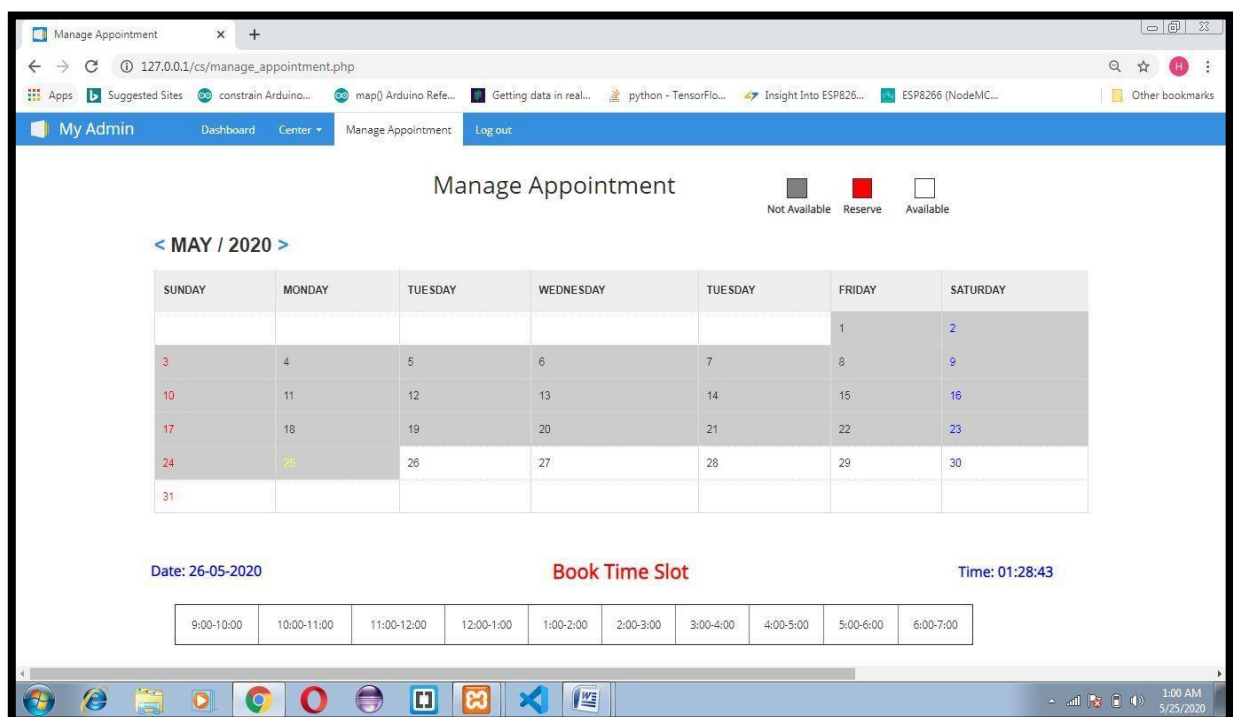 Manage Appointment
127.0.0.1/cs/manage_appointment.php
H
Apps Suggested Sites constrain Arduino... map() Arduino Refe... Getting data in real... python - TensorFlo... Insight Into ESP826... ESP8266 (NodeMC... Other bookmarks
My Admin Dashboard Center Manage Appointment Log out
Manage Appointment
Not Available Reserve Available
< MAY / 2020 >
SUNDAY MONDAY TUESDAY WEDNESDAY TUESDAY FRIDAY SATURDAY
1 2
3 4 5 6 7 8 9
10 11 12 13 14 15 16
17 18 19 20 21 22 23
24 25 26 27 28 29 30
31
Date: 26-05-2020 Book Time Slot Time: 01:28:43
9:00-10:00 10:00-11:00 11:00-12:00 12:00-1:00 1:00-2:00 2:00-3:00 3:00-4:00 4:00-5:00 5:00-6:00 6:00-7:00
1:00 AM
5/25/2020